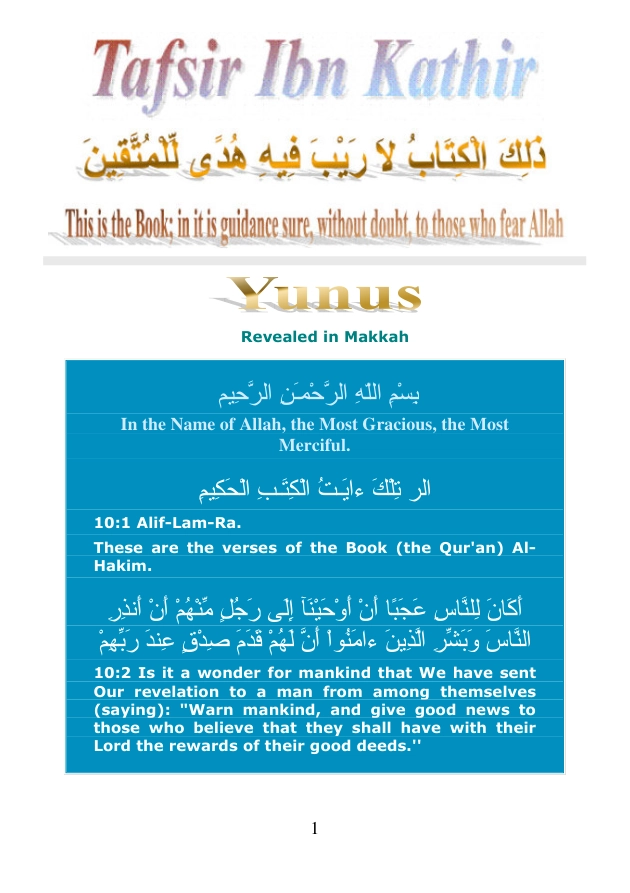 Tafsir Ibn Kathir
ذَلِكَ الْكِتَابُ لاَ رَيْبَ فِيهِ هُدًى لِّلْمُتَّقِينَ
This is the Book; in it is guidance sure, without doubt, to those who fear Allah
Yunus
Revealed in Makkah
بِسْمِ اللَّهِ الرَّحْمَـنِ الرَّحِيمِ
In the Name of Allah, the Most Gracious, the Most
Merciful.
الر تِلْكَ ءايَـتُ الْكِتَـبِ الْحَكِيمِ
10:1 Alif-Lam-Ra.
These are the verses of the Book (the Qur'an) Al-
Hakim.
أَكَانَ لِلنَّاسِ عَجَبًا أَنْ أَوْحَيْنَآ إِلَى رَجُلٍ مِّنْهُمْ أَنْ أَنذِرِ
النَّاسَ وَبَشِّرِ الَّذِينَ ءامَنُواْ أَنَّ لَهُمْ قَدَمَ صِدْقٍ عِندَ رَبِّهِمْ
10:2 Is it a wonder for mankind that We have sent
Our revelation to a man from among themselves
(saying): "Warn mankind, and give good news to
those who believe that they shall have with their
Lord the rewards of their good deeds.''
1